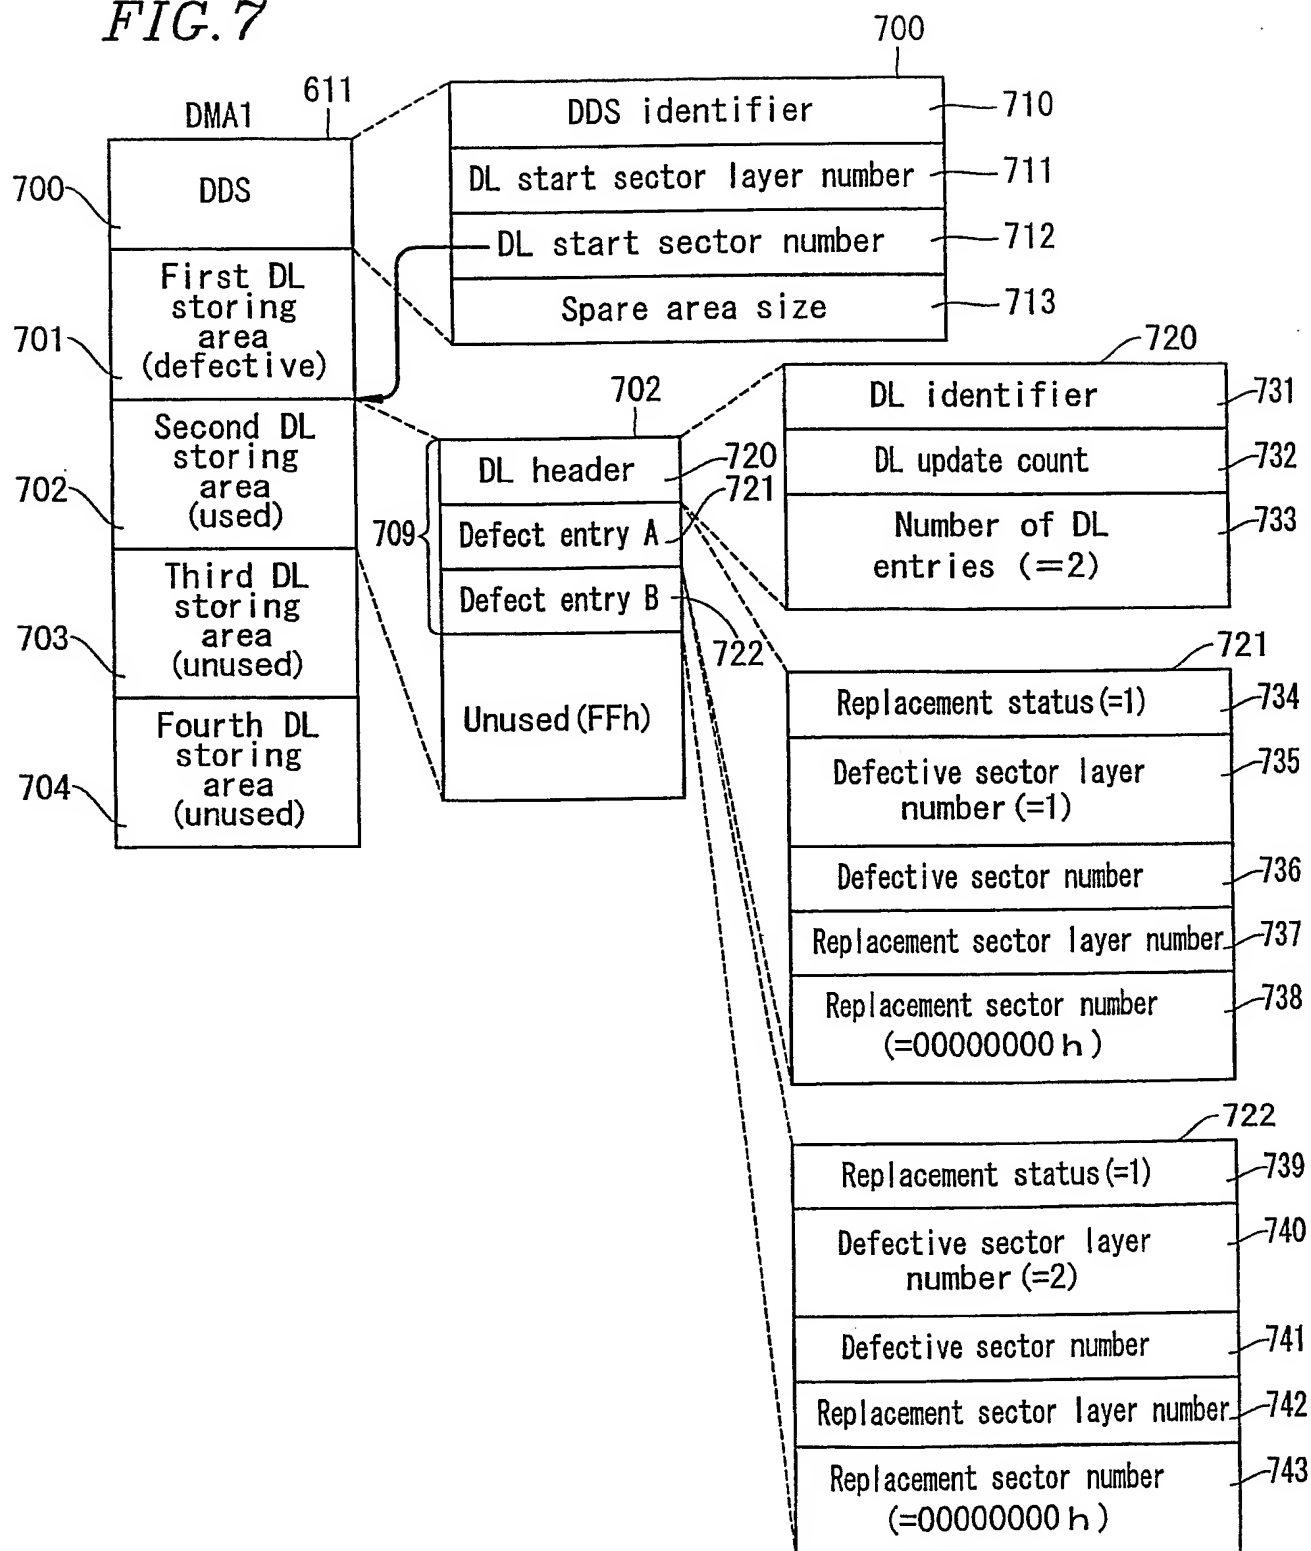 FIG.7
DMA1
611
700
DDS
701
First DL
storing
area
(defective)
702
Second DL
storing
area
(used)
703
Third DL
storing
area
(unused)
704
Fourth DL
storing
area
(unused)
700
DDS identifier
710
DL start sector layer number
711
DL start sector number
712
Spare area size
713
702
709
DL header
720
Defect entry A
721
Defect entry B
722
Unused(FFh)
720
DL identifier
731
DL update count
732
Number of DL
entries (=2)
733
721
Replacement status(=1)
734
Defective sector layer
number(=1)
735
Defective sector number
736
Replacement sector layer number
737
Replacement sector number
(=00000000h)
738
722
Replacement status(=1)
739
Defective sector layer
number(=2)
740
Defective sector number
741
Replacement sector layer number
742
Replacement sector number
(=00000000h)
743